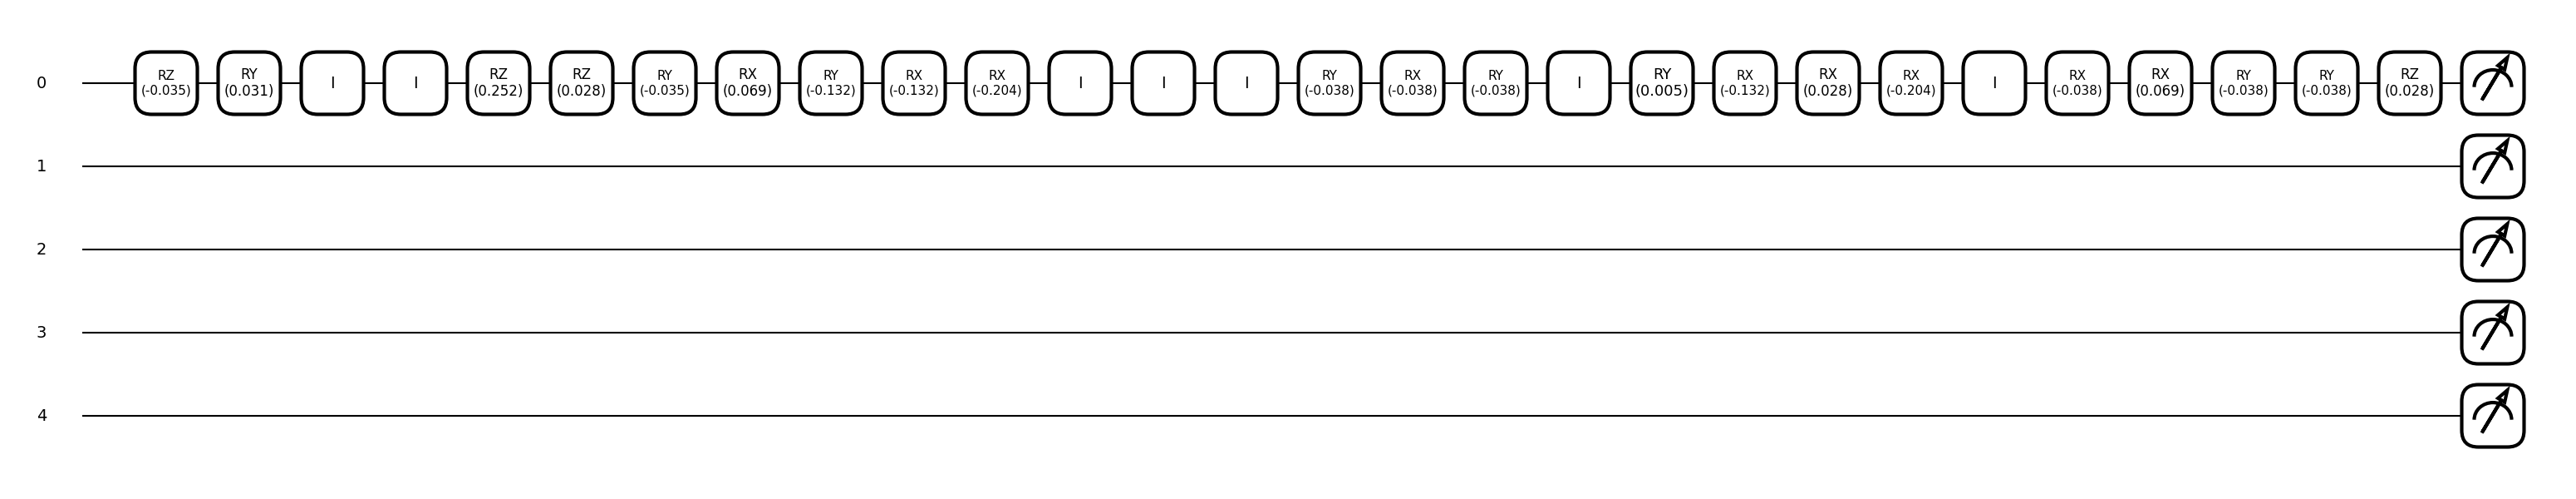 0 RZ (-0.035) RY (0.031) I I RZ (0.252) RZ (0.028) RY (-0.035) RX (0.069) RY (-0.132) RX (-0.132) RX (-0.204) I I I RY (-0.038) RX (-0.038) RY (-0.038) I RY (0.005) RX (-0.132) RX (0.028) RX (-0.204) I RX (-0.038) RX (0.069) RY (-0.038) RY (-0.038) RZ (0.028)
1
2
3
4